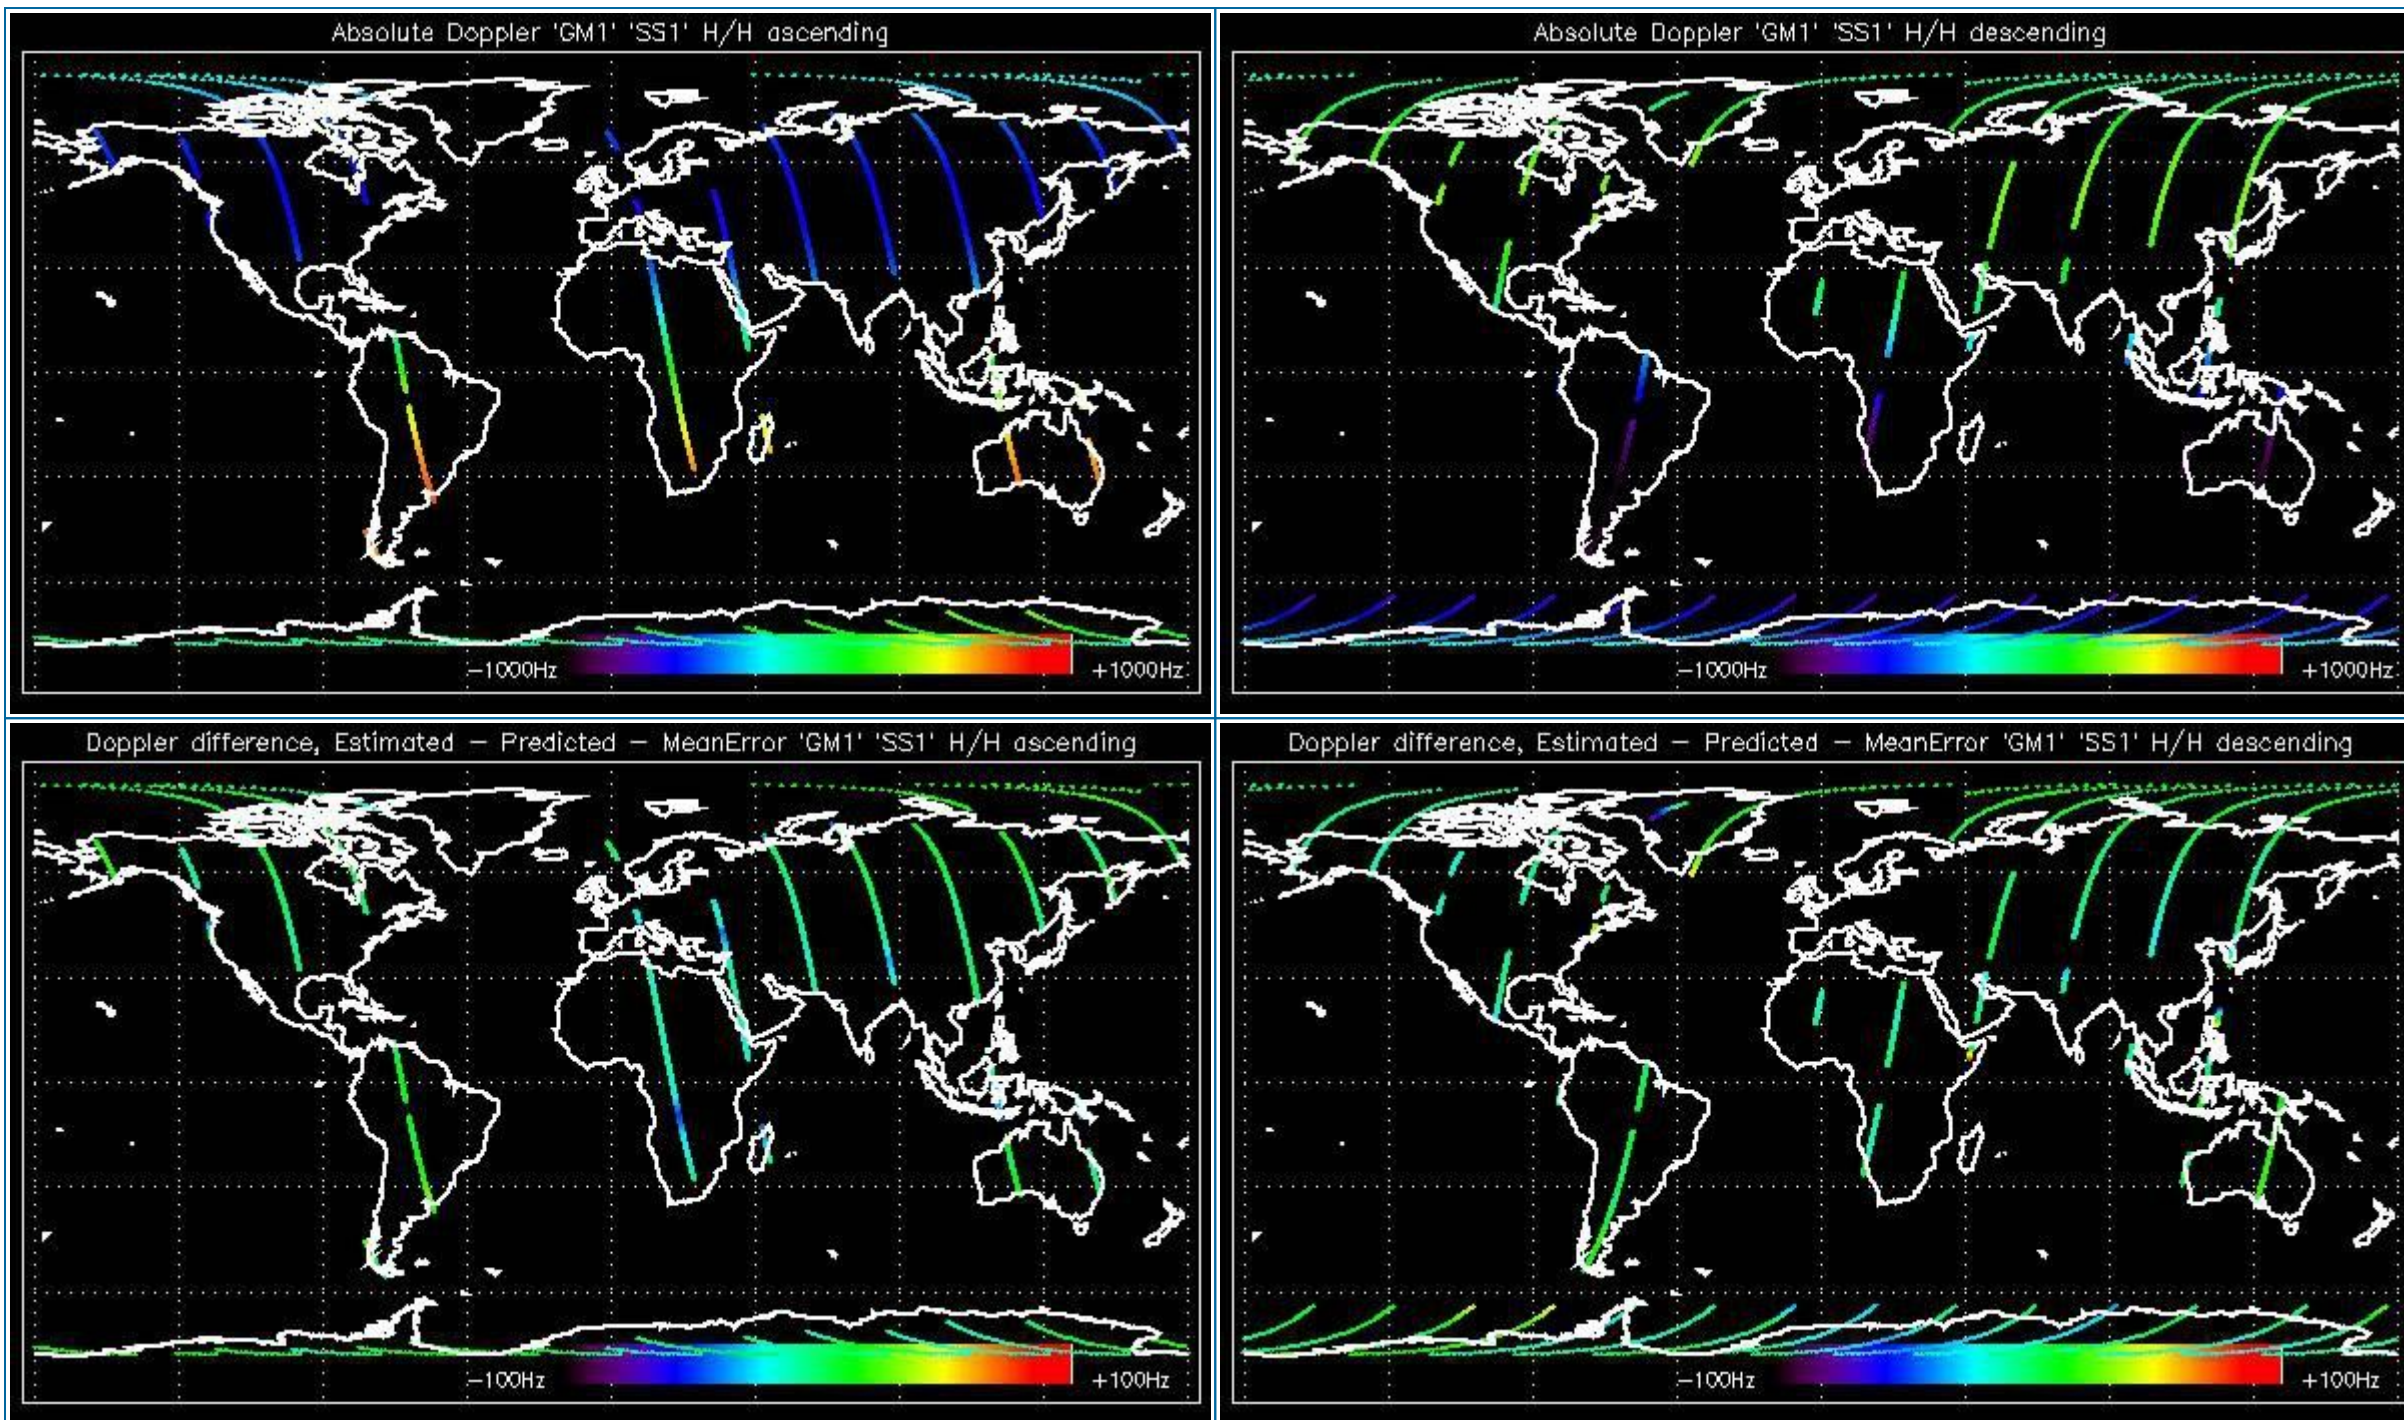 Absolute Doppler 'GM1' 'SS1' H/H ascending
-1000Hz
+1000Hz
Absolute Doppler 'GM1' 'SS1' H/H descending
-1000Hz
+1000Hz
Doppler difference, Estimated - Predicted - MeanError 'GM1' 'SS1' H/H ascending
-100Hz
+100Hz
Doppler difference, Estimated - Predicted - MeanError 'GM1' 'SS1' H/H descending
-100Hz
+100Hz